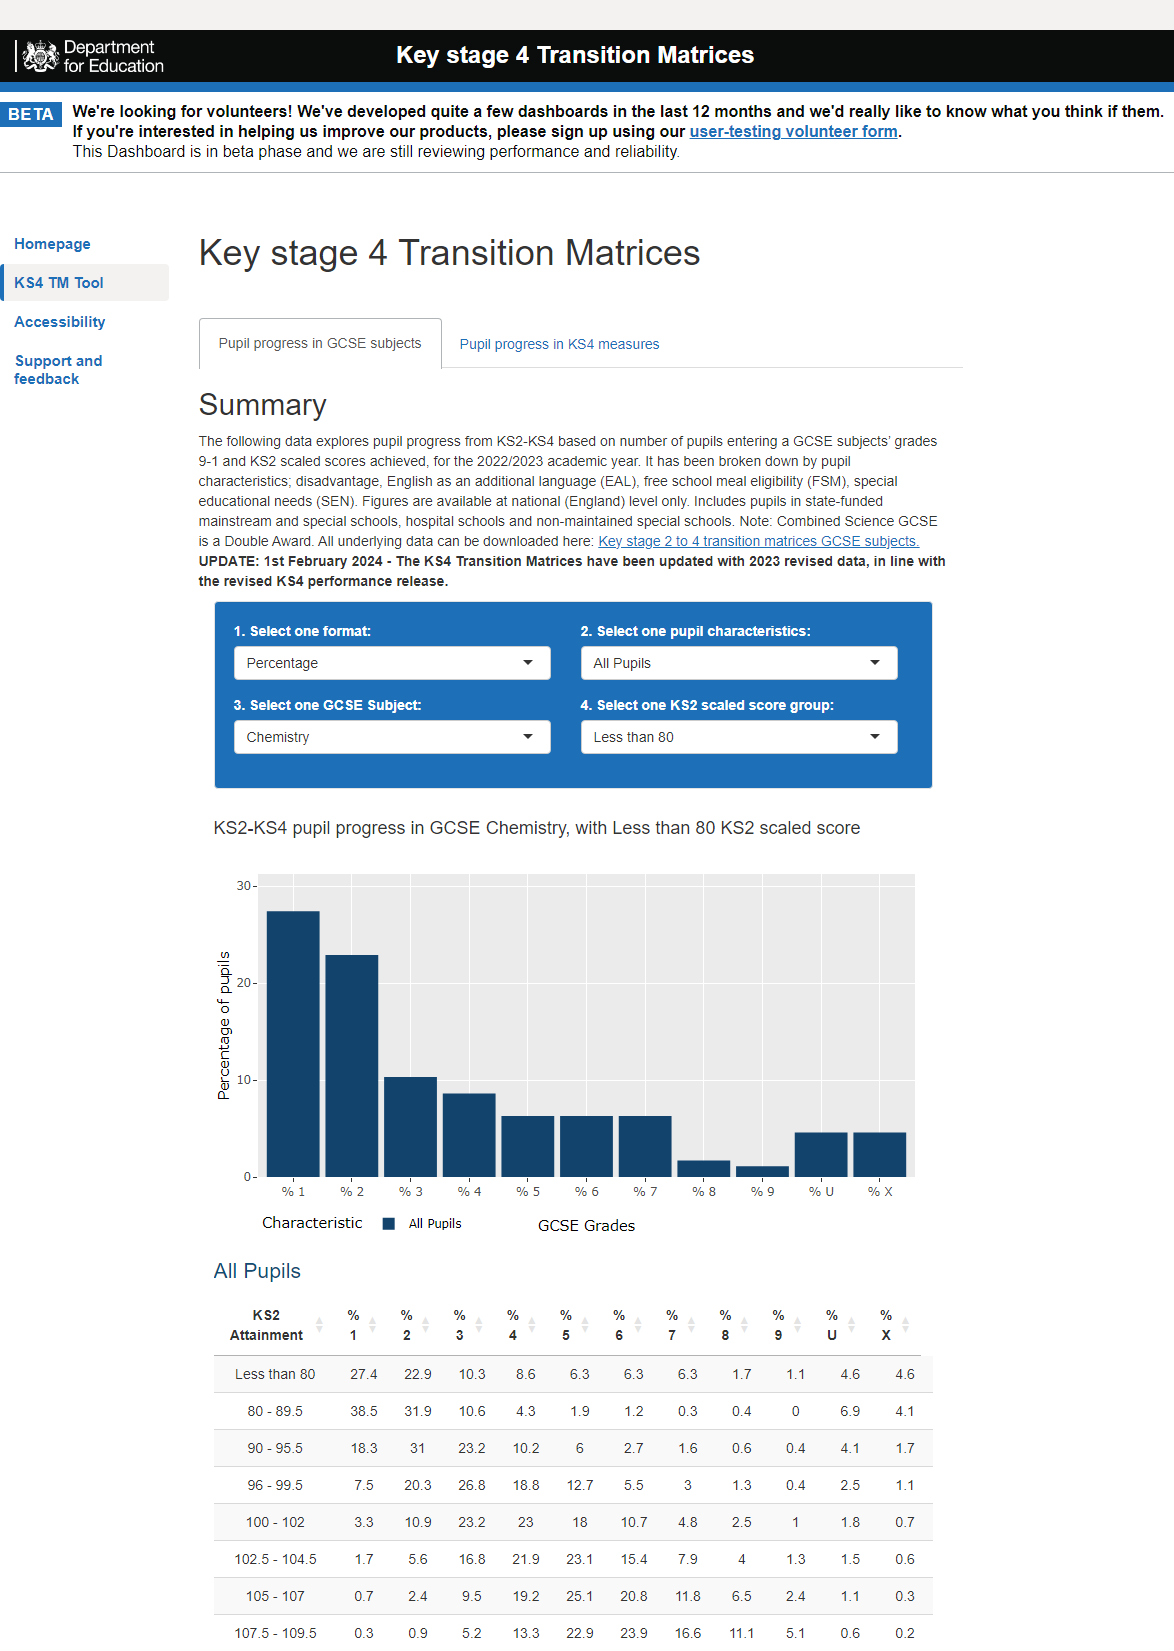 Department
for Education
Key stage 4 Transition Matrices
BETA
We're looking for volunteers! We've developed quite a few dashboards in the last 12 months and we'd really like to know what you think if them.
If you're interested in helping us improve our products, please sign up using our user-testing volunteer form.
This Dashboard is in beta phase and we are still reviewing performance and reliability.
Homepage
KS4 TM Tool
Accessibility
Support and
feedback
Key stage 4 Transition Matrices
Pupil progress in GCSE subjects
Pupil progress in KS4 measures
Summary
The following data explores pupil progress from KS2-KS4 based on number of pupils entering a GCSE subjects' grades
9-1 and KS2 scaled scores achieved, for the 2022/2023 academic year. It has been broken down by pupil
characteristics; disadvantage, English as an additional language (EAL), free school meal eligibility (FSM), special
educational needs (SEN). Figures are available at national (England) level only. Includes pupils in state-funded
mainstream and special schools, hospital schools and non-maintained special schools. Note: Combined Science GCSE
is a Double Award. All underlying data can be downloaded here: Key stage 2 to 4 transition matrices GCSE subjects.
UPDATE: 1st February 2024 - The KS4 Transition Matrices have been updated with 2023 revised data, in line with
the revised KS4 performance release.
1. Select one format:
Percentage
2. Select one pupil characteristics:
All Pupils
3. Select one GCSE Subject:
Chemistry
4. Select one KS2 scaled score group:
Less than 80
KS2-KS4 pupil progress in GCSE Chemistry, with Less than 80 KS2 scaled score
Percentage of pupils
30
20
10
0
% 1 % 2 % 3 % 4 % 5 % 6 % 7 % 8 % 9 % U % X
Characteristic All Pupils GCSE Grades
All Pupils
KS2 % % % % % % % % % % %
Attainment 1 2 3 4 5 6 7 8 9 U X
Less than 80 27.4 22.9 10.3 8.6 6.3 6.3 6.3 1.7 1.1 4.6 4.6
80 - 89.5 38.5 31.9 10.6 4.3 1.9 1.2 0.3 0.4 0 6.9 4.1
90 - 95.5 18.3 31 23.2 10.2 6 2.7 1.6 0.6 0.4 4.1 1.7
96 - 99.5 7.5 20.3 26.8 18.8 12.7 5.5 3 1.3 0.4 2.5 1.1
100 - 102 3.3 10.9 23.2 23 18 10.7 4.8 2.5 1 1.8 0.7
102.5 - 104.5 1.7 5.6 16.8 21.9 23.1 15.4 7.9 4 1.3 1.5 0.6
105 - 107 0.7 2.4 9.5 19.2 25.1 20.8 11.8 6.5 2.4 1.1 0.3
107.5 - 109.5 0.3 0.9 5.2 13.3 22.9 23.9 16.6 11.1 5.1 0.6 0.2